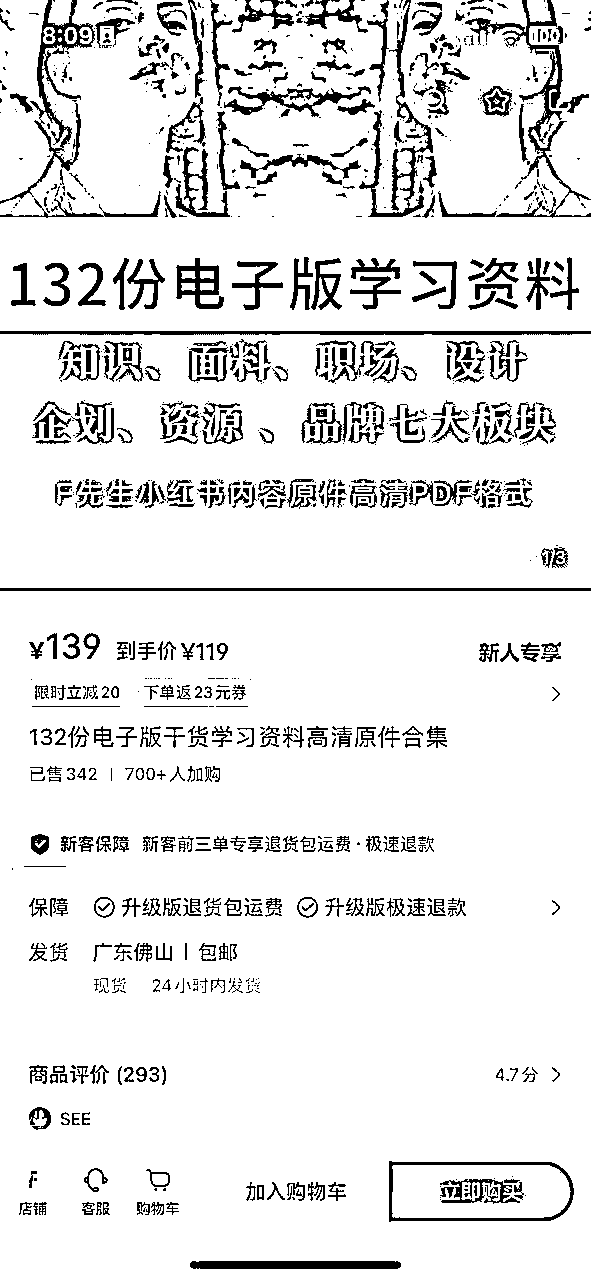 8:09
132份电子版学习资料
知识、面料、职场、设计
企划、资源、品牌七大板块
F先生小红书内容原件高清PDF格式
1/3
¥139 到手价¥119 新人专享
限时立减20 下单返23元券
132份电子版干货学习资料高清原件合集
已售342 | 700+人加购
新客保障 新客前三单专享退货包运费·极速退款
保障 升级版退货包运费 升级版极速退款
发货 广东佛山 | 包邮
现货 24小时内发货
商品评价 (293) 4.7分
SEE
店铺 客服 购物车 加入购物车 立即购买